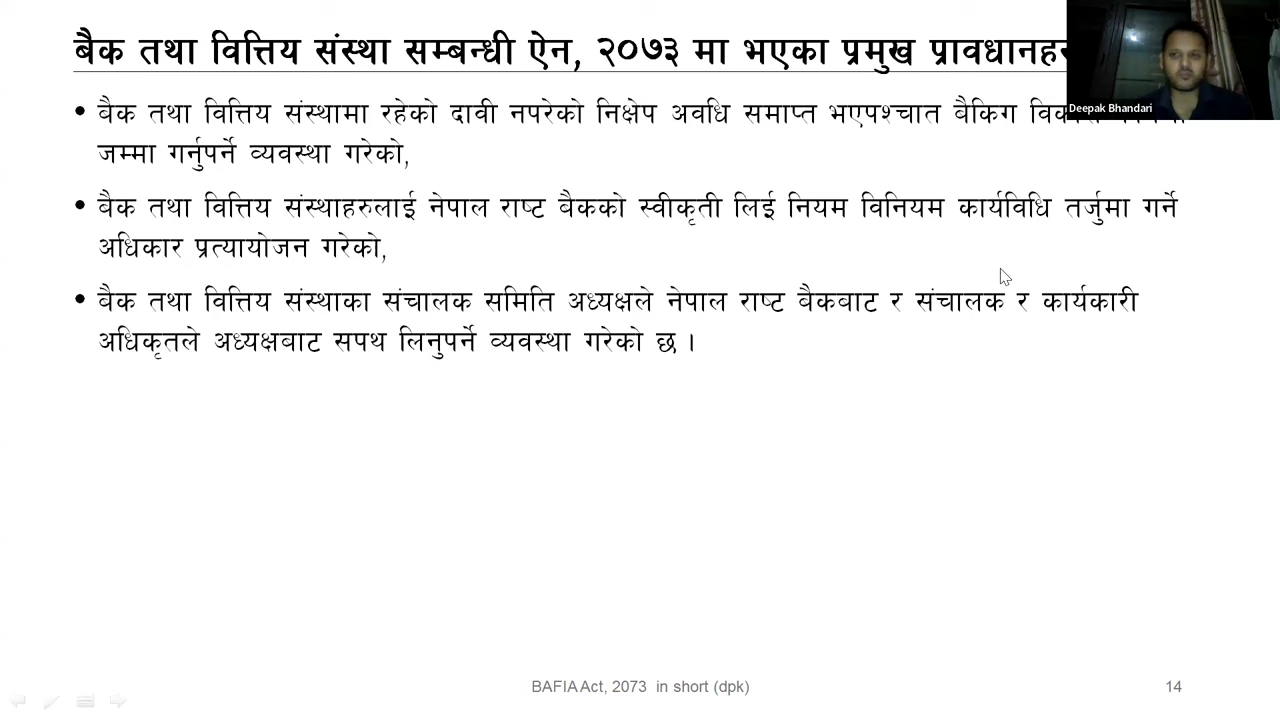 बैक तथा वित्तिय संस्था सम्बन्धी ऐन, २०७३ मा भएका प्रमुख
Deepak Bhandari
• बैक तथा वित्तिय संस्थामा रहेको दावी नपरेको निक्षेप अवधि समाप्त भएपश्चात बैकिग
जम्मा गर्नुपर्ने व्यवस्था गरेको,
• बैक तथा वित्तिय संस्थाहरुलाई नेपाल राष्ट बैकको स्वीकृती लिई नियम विनियम कार्यविधि तर्जुमा गर्ने
अधिकार प्रत्यायोजन गरेको,
• बैक तथा वित्तिय संस्थाका संचालक समिति अध्यक्षले नेपाल राष्ट बैकबाट र संचालक र कार्यकारी
अधिकृतले अध्यक्षबाट सपथ लिनुपर्ने व्यवस्था गरेको छ ।
BAFIA Act, 2073 in short (dpk)
14